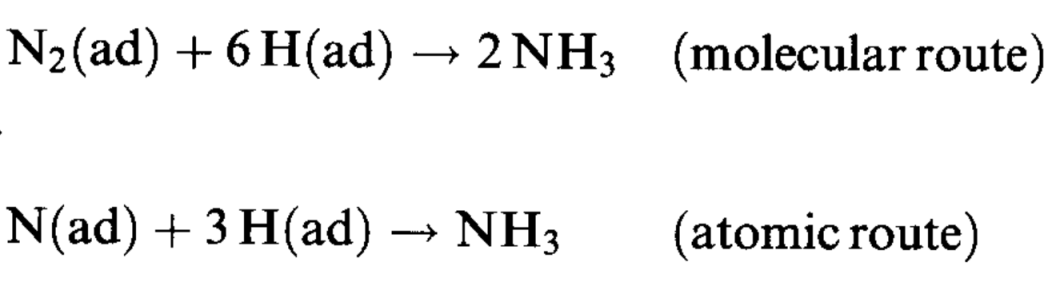 N₂(ad) + 6 H(ad) → 2 NH₃ (molecular route)
N(ad) + 3 H(ad) → NH₃ (atomic route)